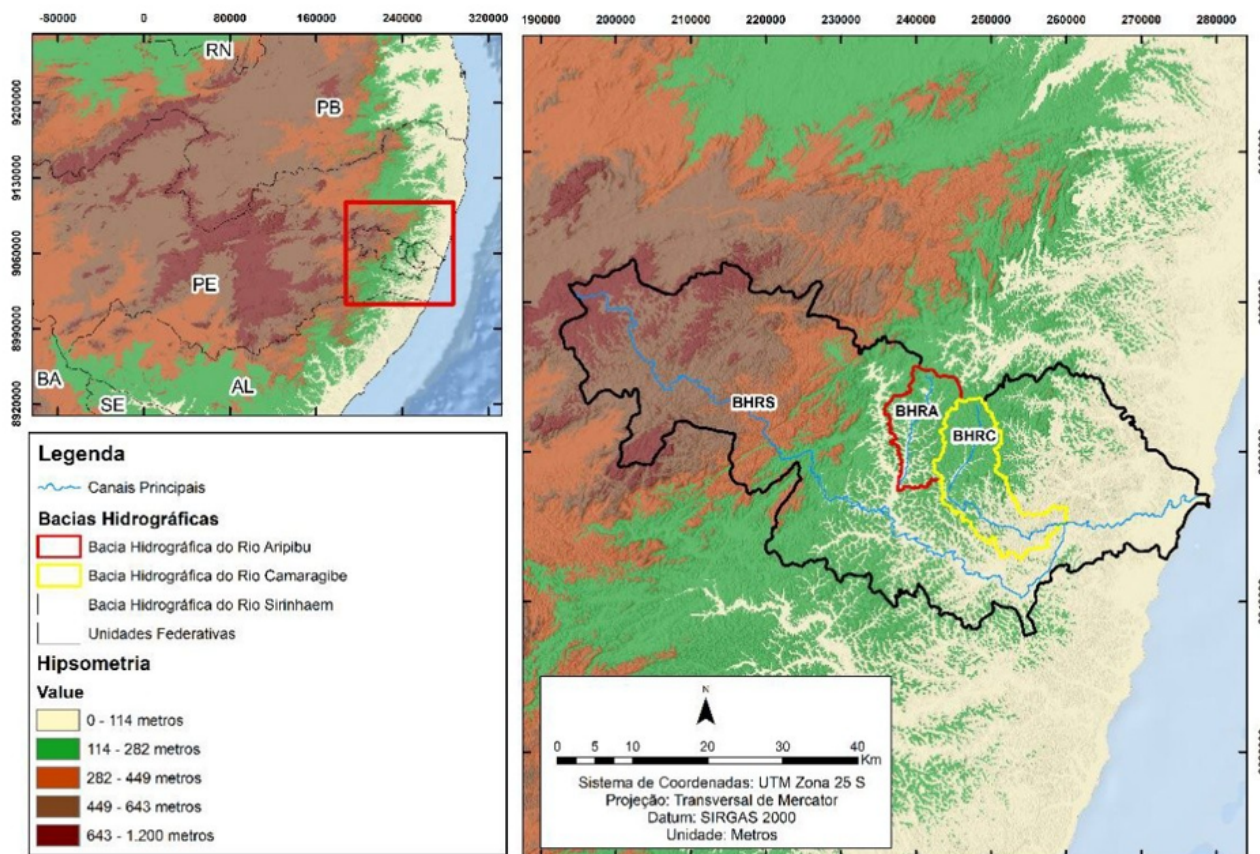 -80000 0 80000 160000 240000 320000
9200000
9130000
9060000
8990000
8920000
RN
PB
PE
BA
SE
AL
190000 200000 210000 220000 230000 240000 250000 260000 270000 280000
BHRS
BHRA
BHRC
Legenda
Canais Principais
Bacias Hidrográficas
Bacia Hidrográfica do Rio Aripibu
Bacia Hidrográfica do Rio Camaragibe
Bacia Hidrográfica do Rio Sirinhaem
Unidades Federativas
Hipsometria
Value
0 - 114 metros
114 - 282 metros
282 - 449 metros
449 - 643 metros
643 - 1.200 metros
N
0 5 10 20 30 40
Km
Sistema de Coordenadas: UTM Zona 25 S
Projeção: Transversal de Mercator
Datum: SIRGAS 2000
Unidade: Metros